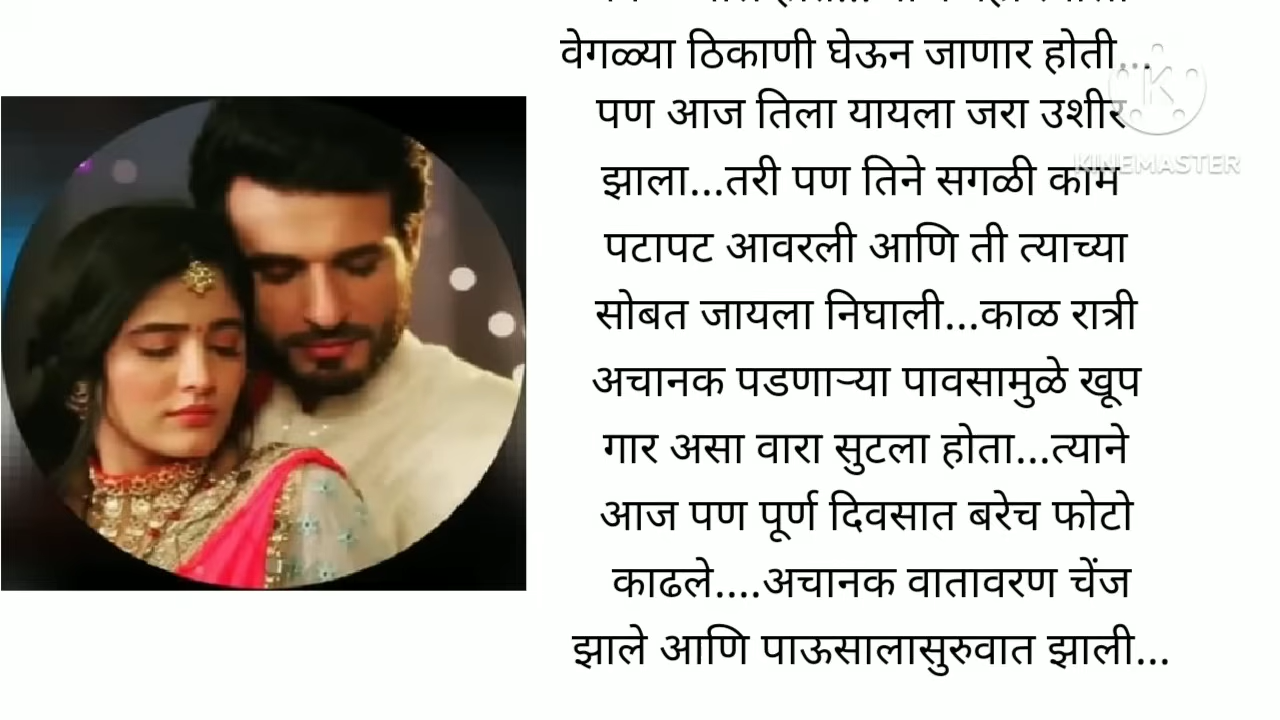 वेगळ्या ठिकाणी घेऊन जाणार होती...
पण आज तिला यायला जरा उशीर
झाला...तरी पण तिने सगळी काम
पटापट आवरली आणि ती त्याच्या
सोबत जायला निघाली...काळ रात्री
अचानक पडणाऱ्या पावसामुळे खूप
गार असा वारा सुटला होता...त्याने
आज पण पूर्ण दिवसात बरेच फोटो
काढले....अचानक वातावरण चेंज
झाले आणि पाऊसालासुरुवात झाली...
K
KINEMASTER